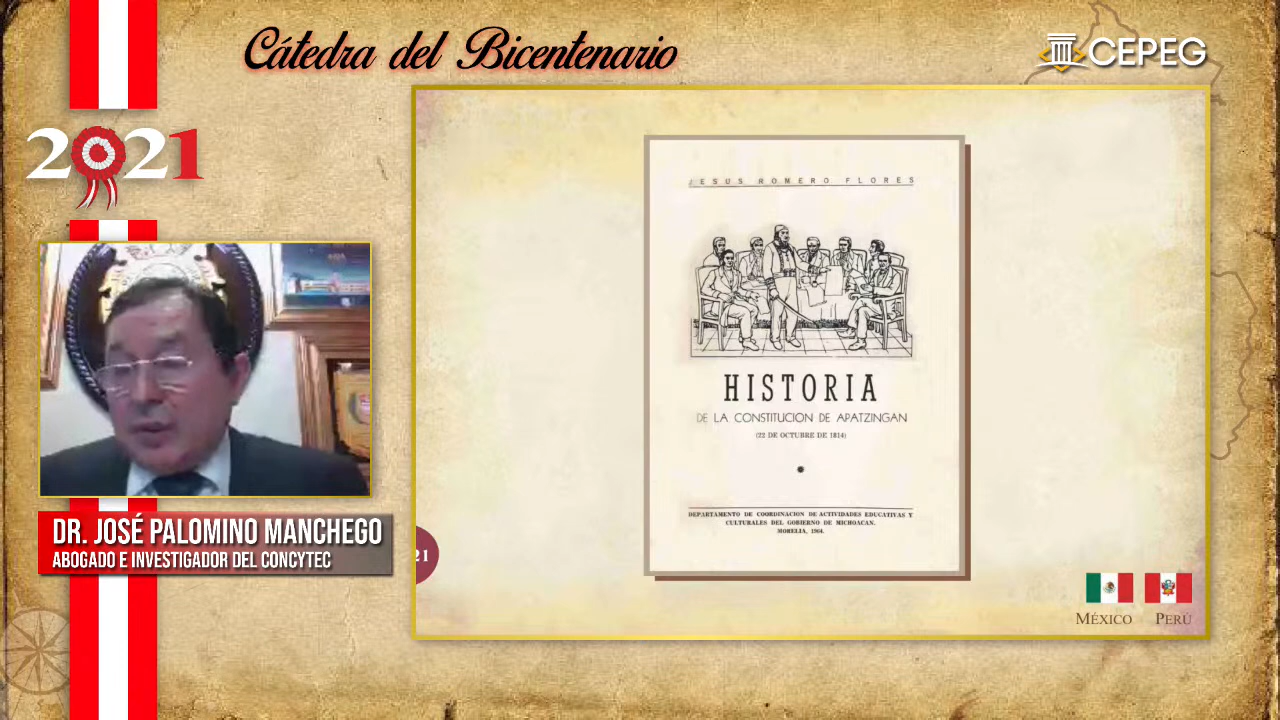 Cátedra del Bicentenario
CEPEG
2021
JESUS ROMERO FLORES
HISTORIA
DE LA CONSTITUCION DE APATZINGAN
(22 DE OCTUBRE DE 1814)
DEPARTAMENTO DE COORDINACION DE ACTIVIDADES EDUCATIVAS Y
CULTURALES DEL GOBIERNO DE MICHOACAN.
MORELIA, 1964.
DR. JOSÉ PALOMINO MANCHEGO
ABOGADO E INVESTIGADOR DEL CONCYTEC
21
MÉXICO PERÚ